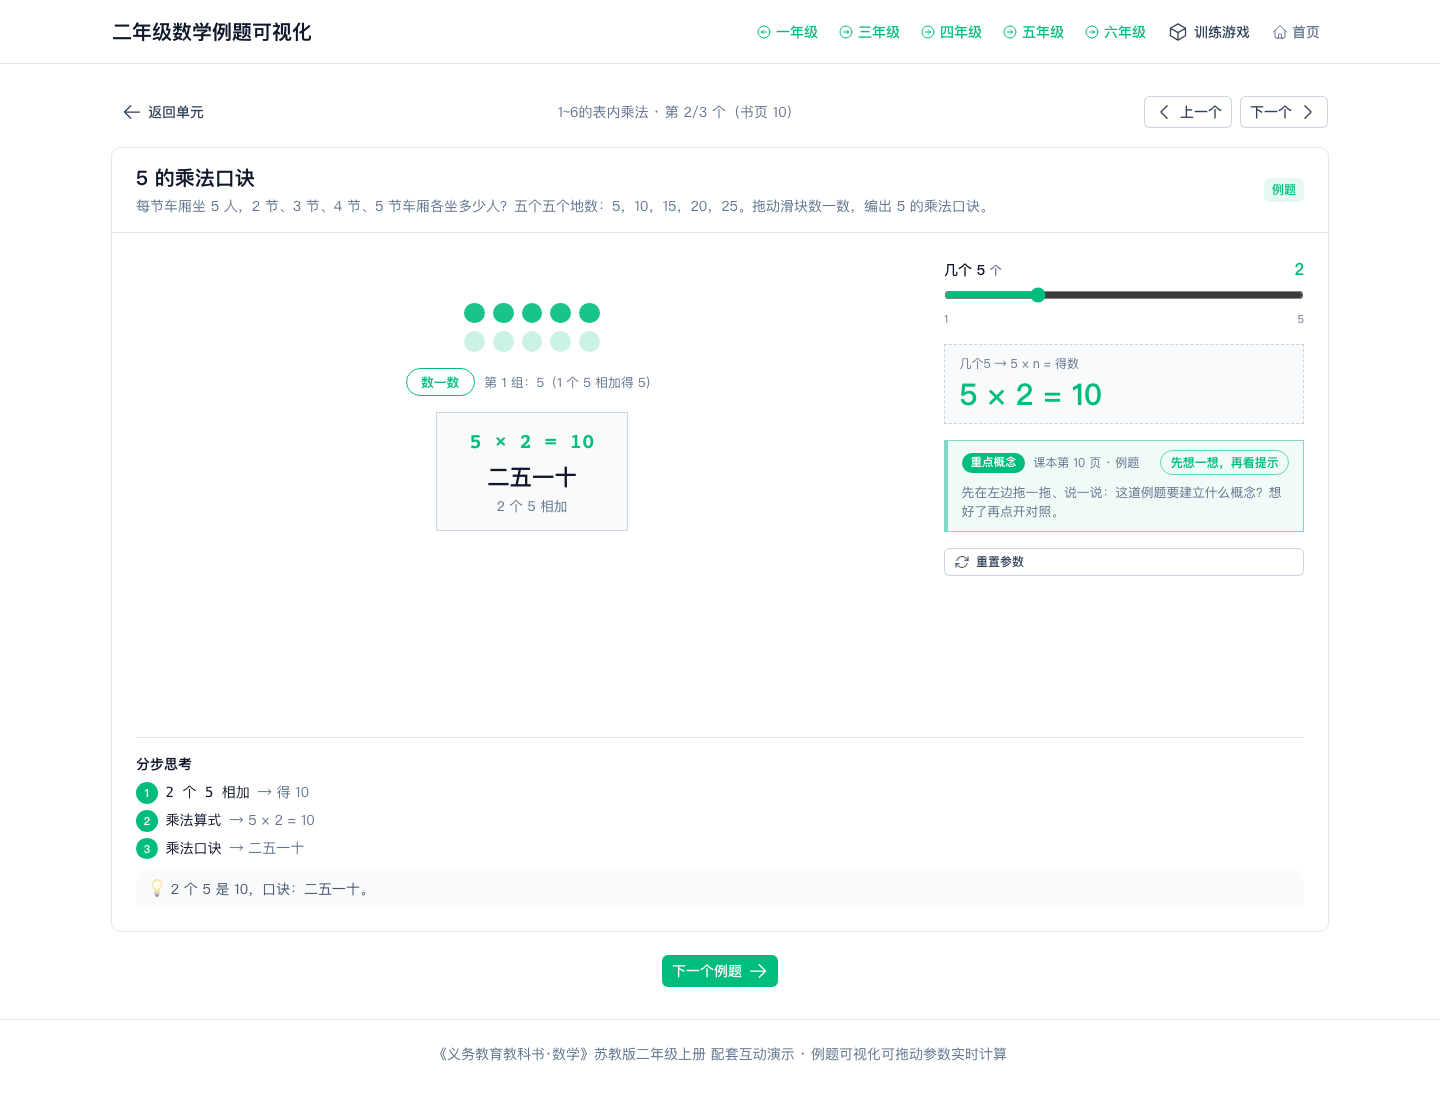 二年级数学例题可视化
一年级 三年级 四年级 五年级 六年级 训练游戏 首页
返回单元
1~6的表内乘法 · 第 2/3 个（书页 10）
上一个 下一个
5 的乘法口诀
每节车厢坐 5 人，2 节、3 节、4 节、5 节车厢各坐多少人？五个五个地数：5，10，15，20，25。拖动滑块数一数，编出 5 的乘法口诀。
例题
数一数 第 1 组：5（1 个 5 相加得 5）
5 × 2 = 10
二五一十
2 个 5 相加
几个 5 个 2
1 5
几个5 → 5 × n = 得数
5 × 2 = 10
重点概念 课本第 10 页 · 例题 先想一想，再看提示
先在左边拖一拖、说一说：这道例题要建立什么概念？想
好了再点开对照。
重置参数
分步思考
1 2 个 5 相加 → 得 10
2 乘法算式 → 5 × 2 = 10
3 乘法口诀 → 二五一十
💡 2 个 5 是 10，口诀：二五一十。
下一个例题
《义务教育教科书·数学》苏教版二年级上册 配套互动演示 · 例题可视化可拖动参数实时计算